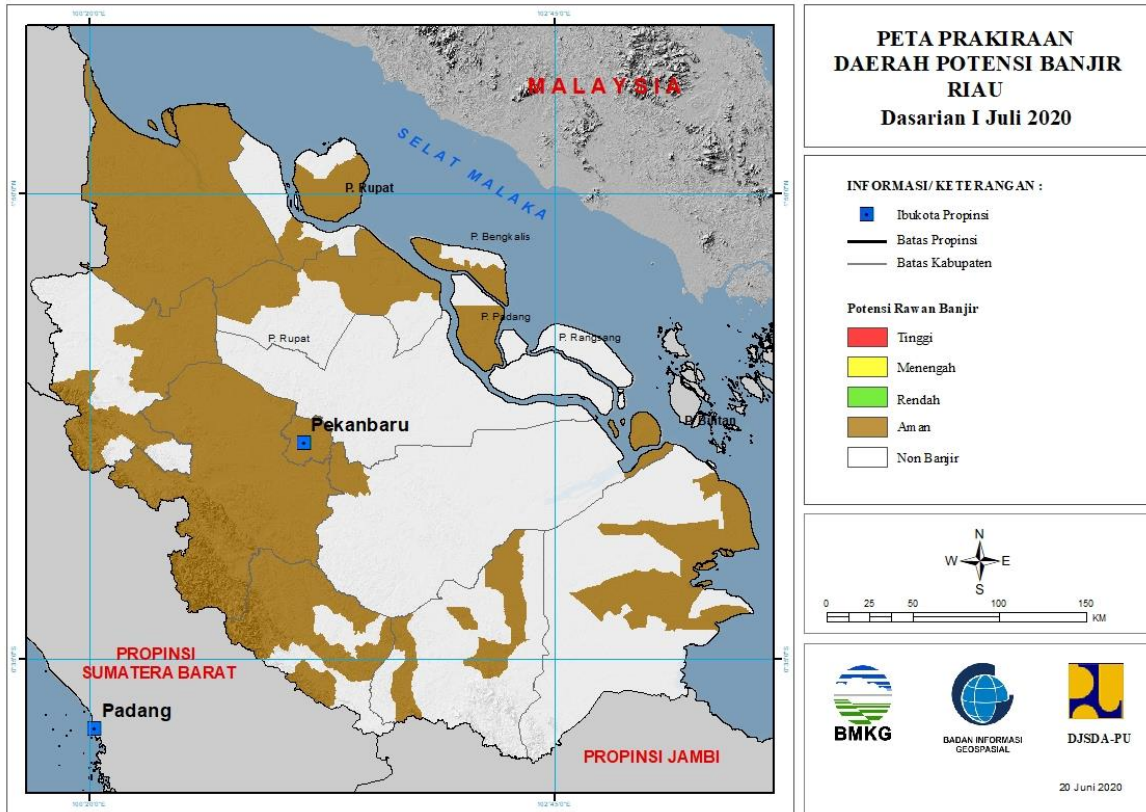 PETA PRAKIRAAN
DAERAH POTENSI BANJIR
RIAU
Dasarian I Juli 2020
INFORMASI/ KETERANGAN :
Ibukota Propinsi
Batas Propinsi
Batas Kabupaten
Potensi Rawan Banjir
Tinggi
Menengah
Rendah
Aman
Non Banjir
N
W E
S
0 25 50 100 150
KM
BMKG
BADAN INFORMASI
GEOSPASIAL
DJSDA-PU
20 Juni 2020
MALAYSIA
SELAT MALAKA
P. Rupat
P. Bengkalis
P. Padang
P. Rangsang
P. Rupat
Pekanbaru
PROPINSI
SUMATERA BARAT
Padang
PROPINSI JAMBI